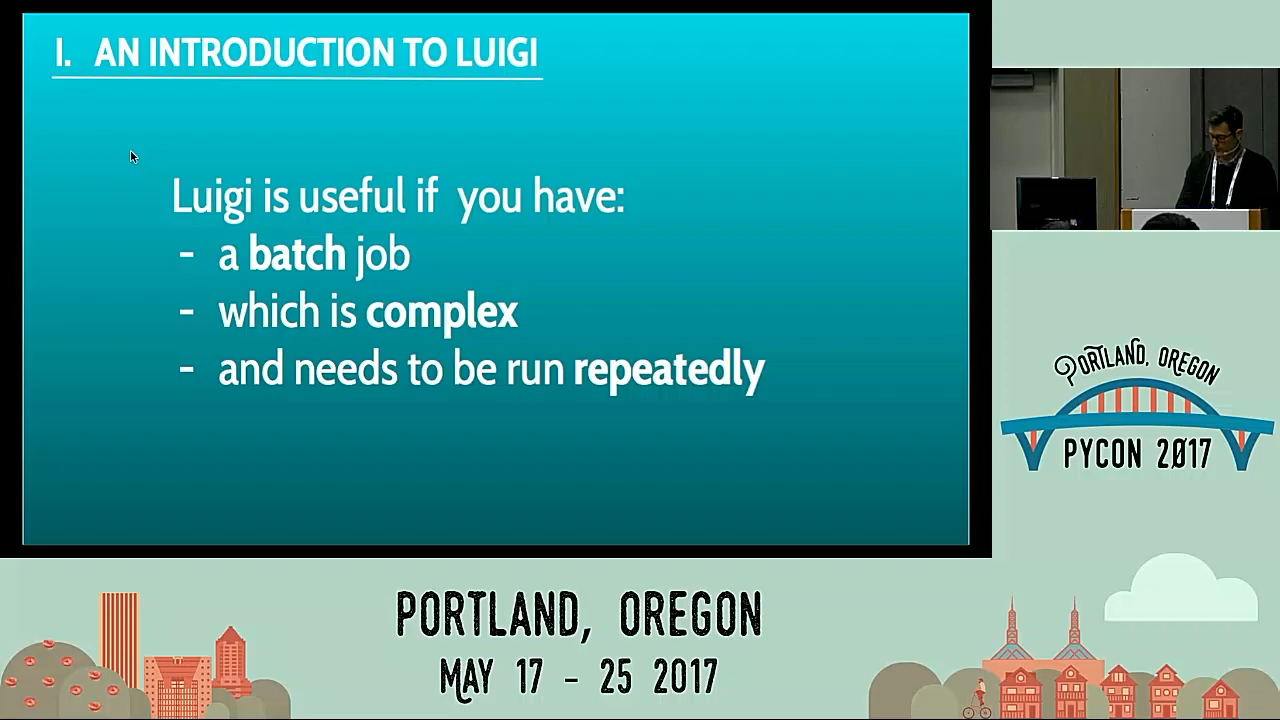 I. AN INTRODUCTION TO LUIGI
Luigi is useful if you have:
- a batch job
- which is complex
- and needs to be run repeatedly
PORTLAND, OREGON
PYCON 2017
PORTLAND, OREGON
MAY 17 - 25 2017